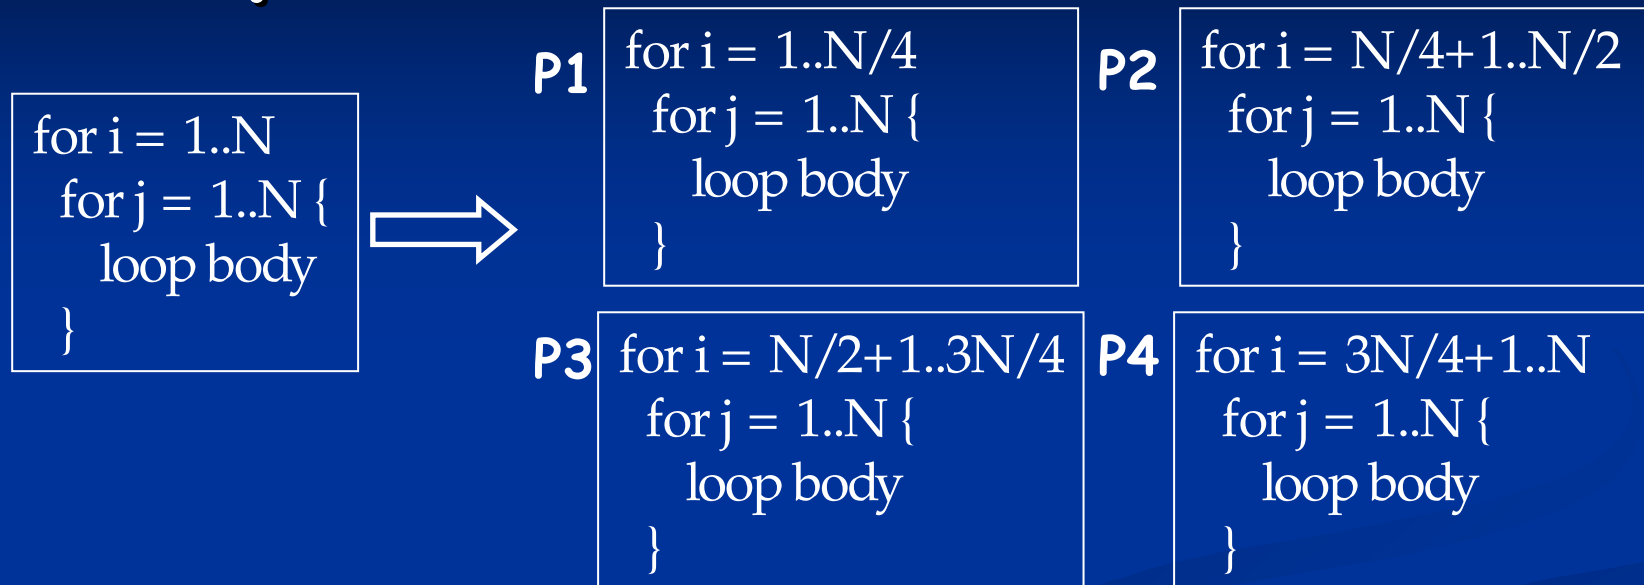 for i = 1..N
for j = 1..N {
loop body
}
P1
for i = 1..N/4
for j = 1..N {
loop body
}
P2
for i = N/4+1..N/2
for j = 1..N {
loop body
}
P3
for i = N/2+1..3N/4
for j = 1..N {
loop body
}
P4
for i = 3N/4+1..N
for j = 1..N {
loop body
}